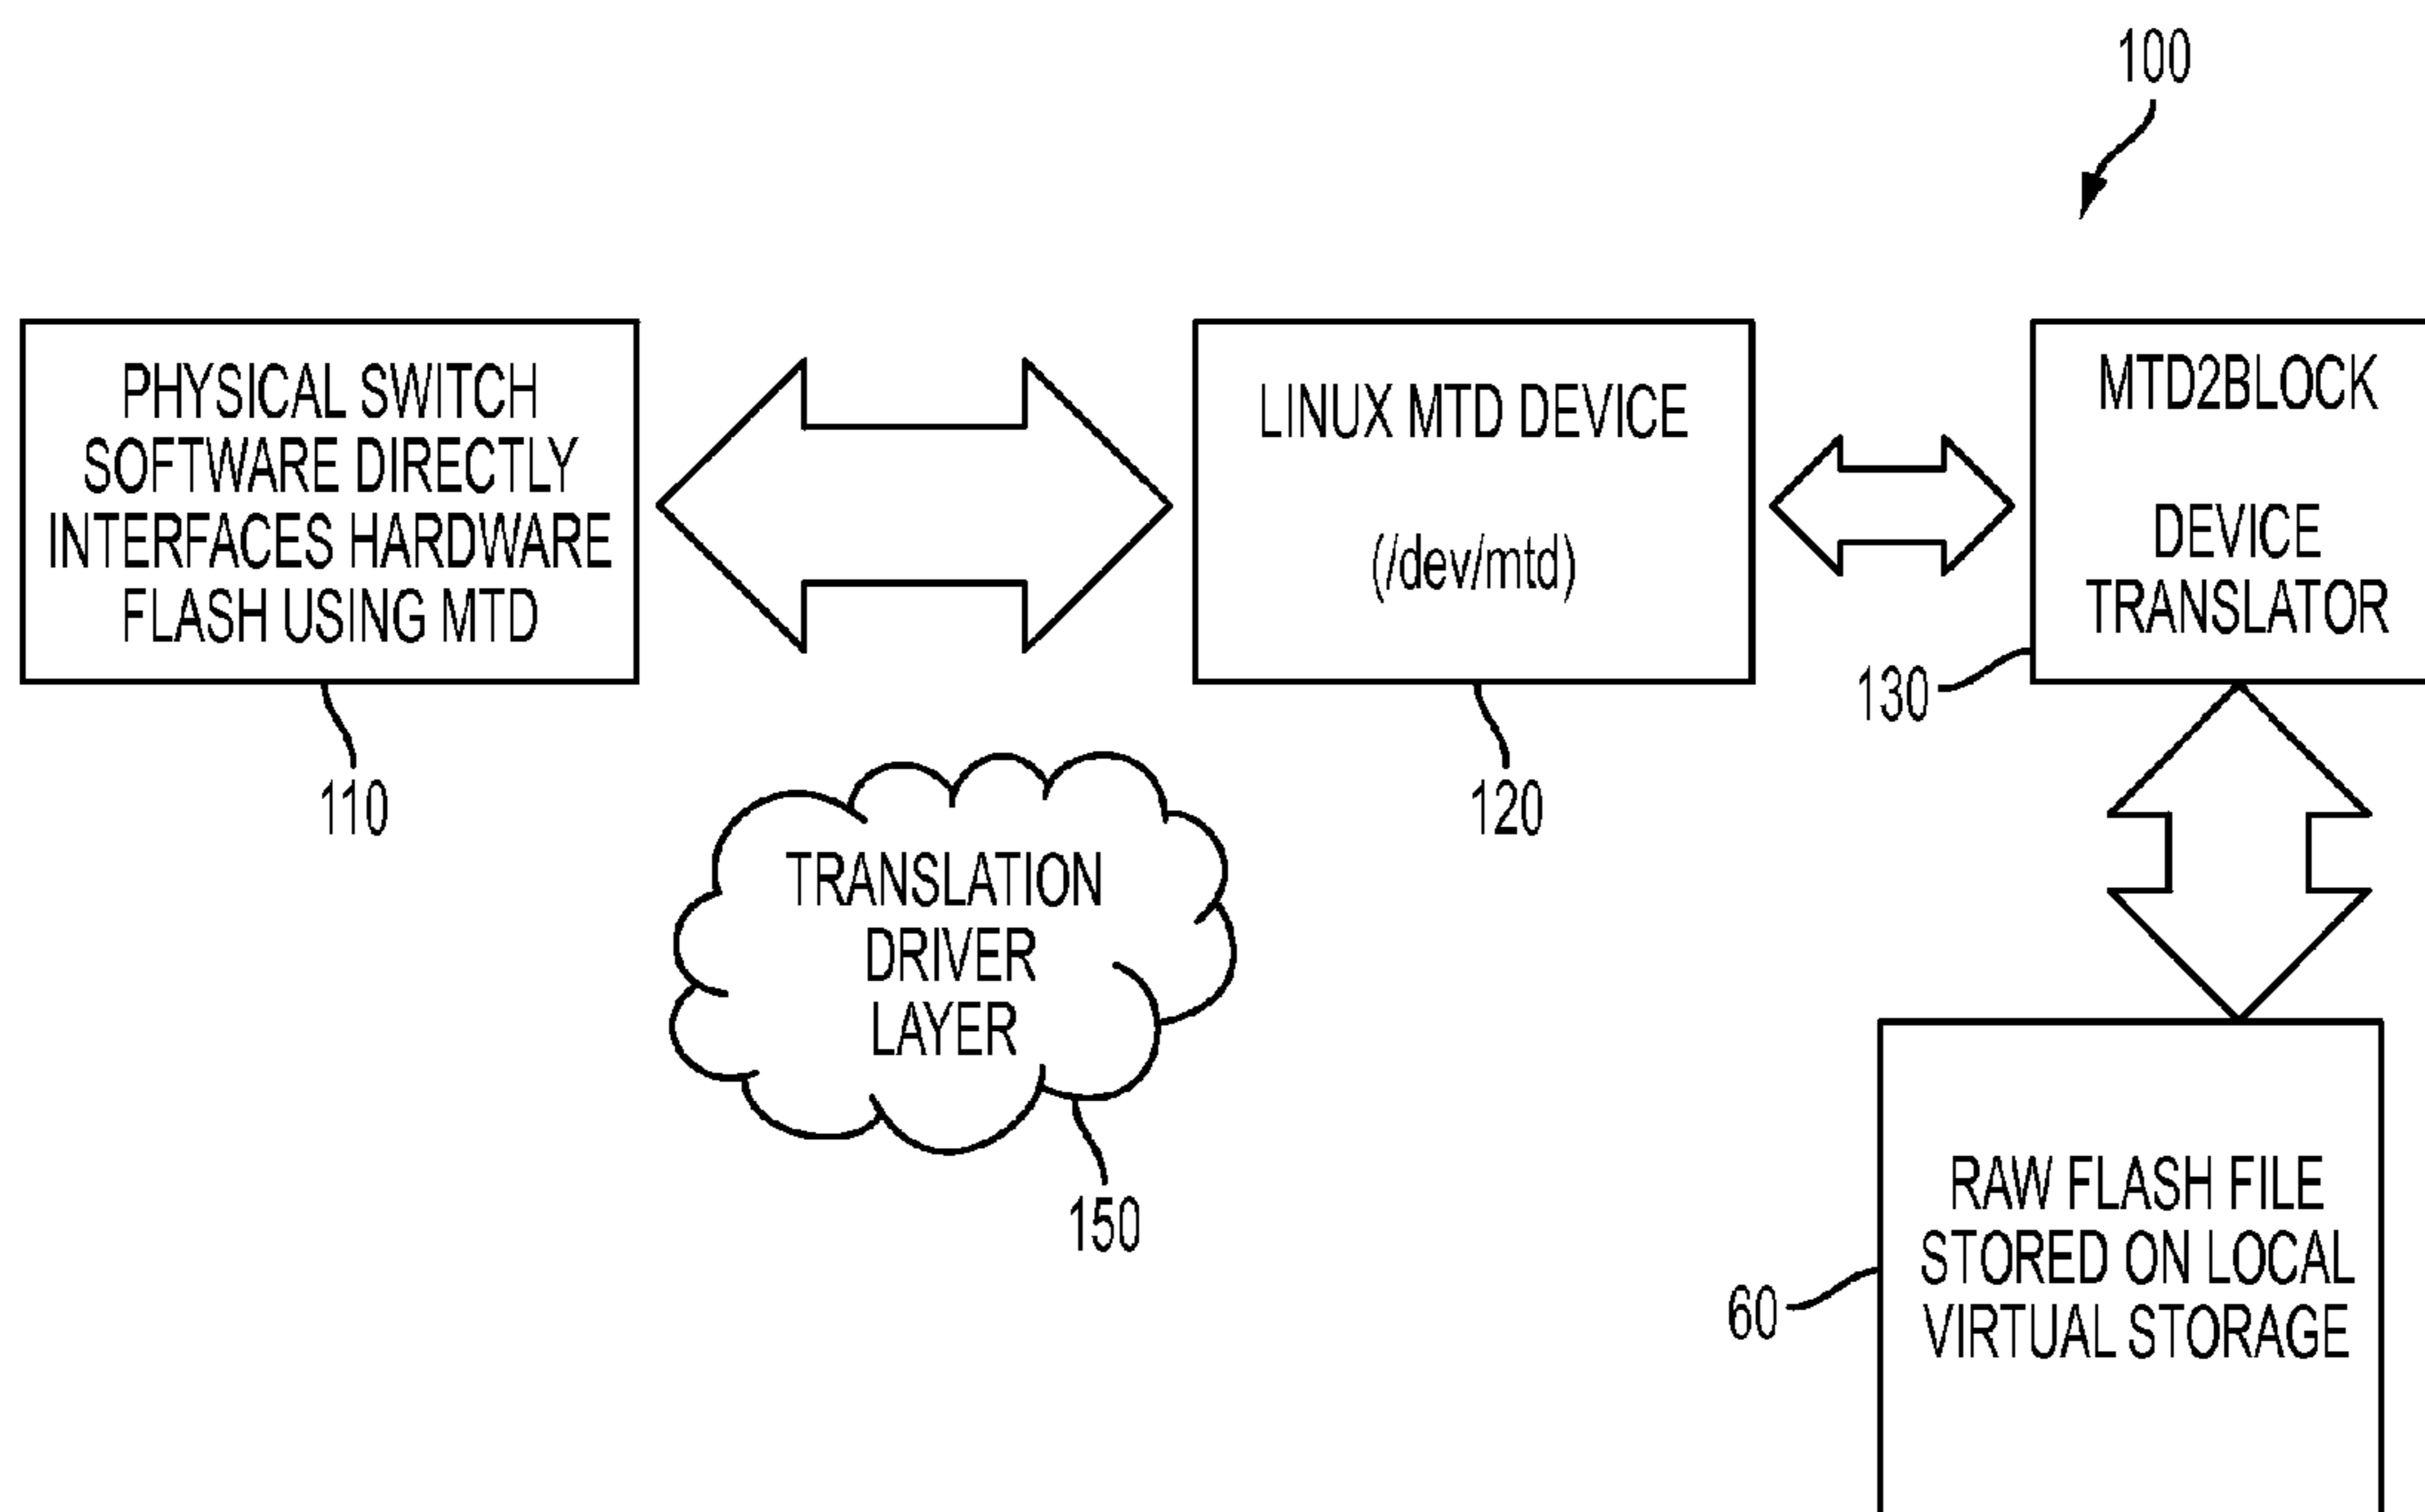 100
PHYSICAL SWITCH
SOFTWARE DIRECTLY
INTERFACES HARDWARE
FLASH USING MTD
110
LINUX MTD DEVICE
(/dev/mtd)
120
MTD2BLOCK
DEVICE
TRANSLATOR
130
TRANSLATION
DRIVER
LAYER
150
RAW FLASH FILE
STORED ON LOCAL
VIRTUAL STORAGE
60